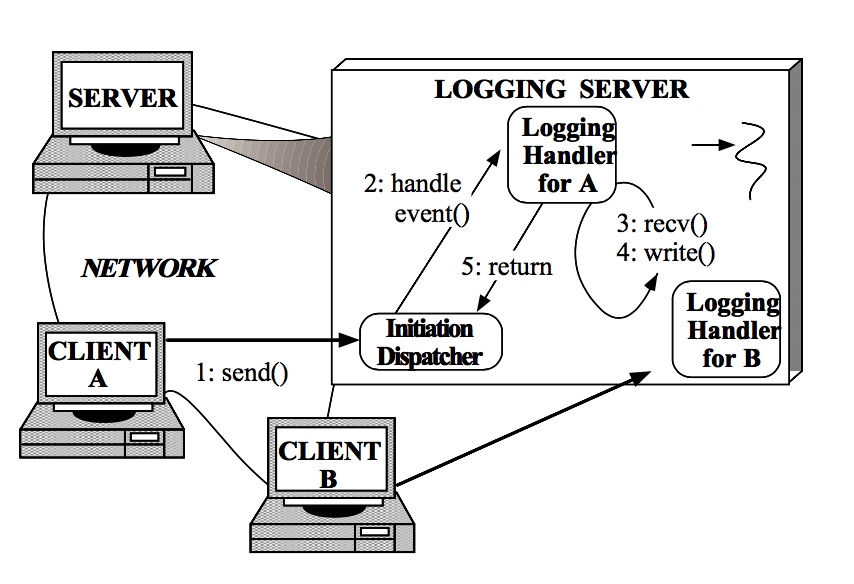 SERVER
LOGGING SERVER
Logging
Handler
for A
2: handle
event()
3: recv()
4: write()
5: return
NETWORK
Logging
Handler
for B
Initiation
Dispatcher
CLIENT
A
1: send()
CLIENT
B